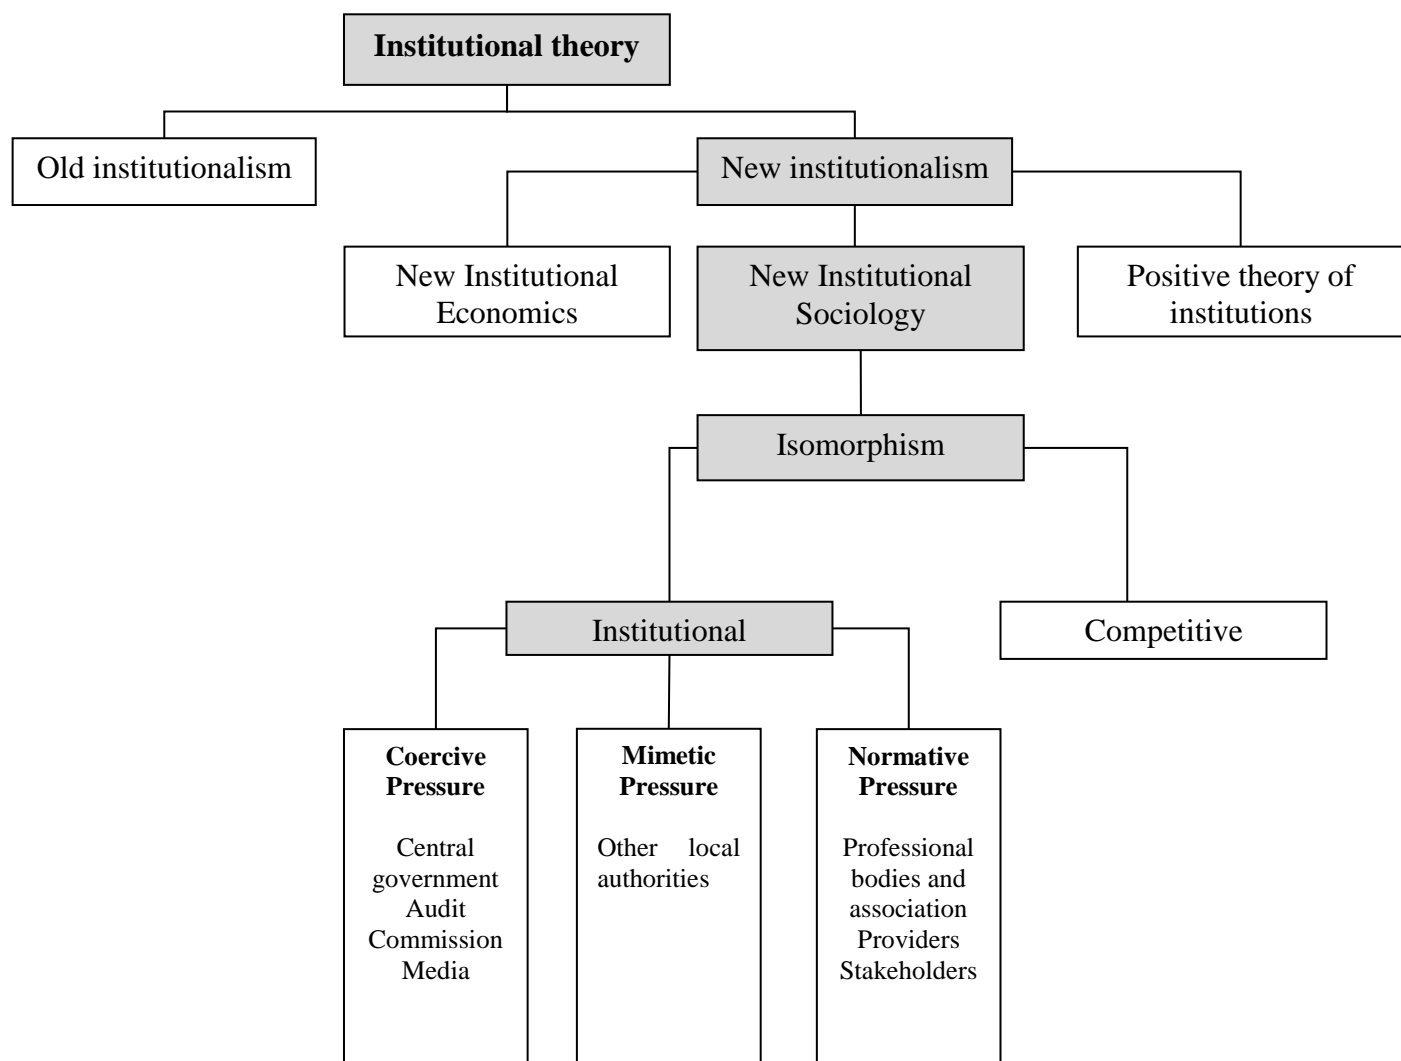 Institutional theory
Old institutionalism
New institutionalism
New Institutional
Economics
New Institutional
Sociology
Positive theory of
institutions
Isomorphism
Institutional
Competitive
Coercive
Pressure
Central
government
Audit
Commission
Media
Mimetic
Pressure
Other local
authorities
Normative
Pressure
Professional
bodies and
association
Providers
Stakeholders